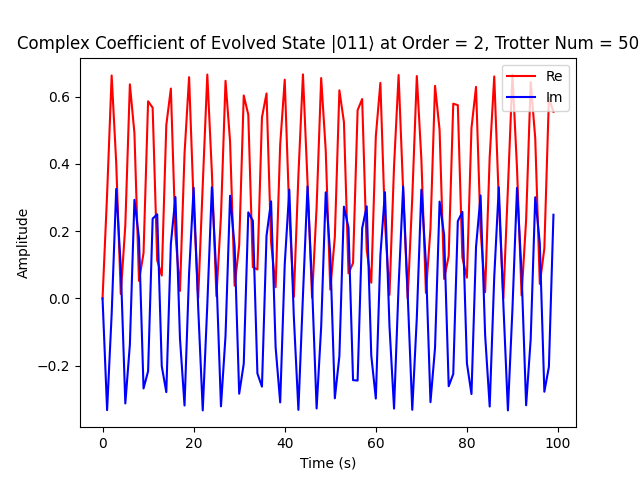 Complex Coefficient of Evolved State |011⟩ at Order = 2, Trotter Num = 50
Re
Im
0.6
0.4
0.2
0.0
−0.2
Amplitude
0 20 40 60 80 100
Time (s)